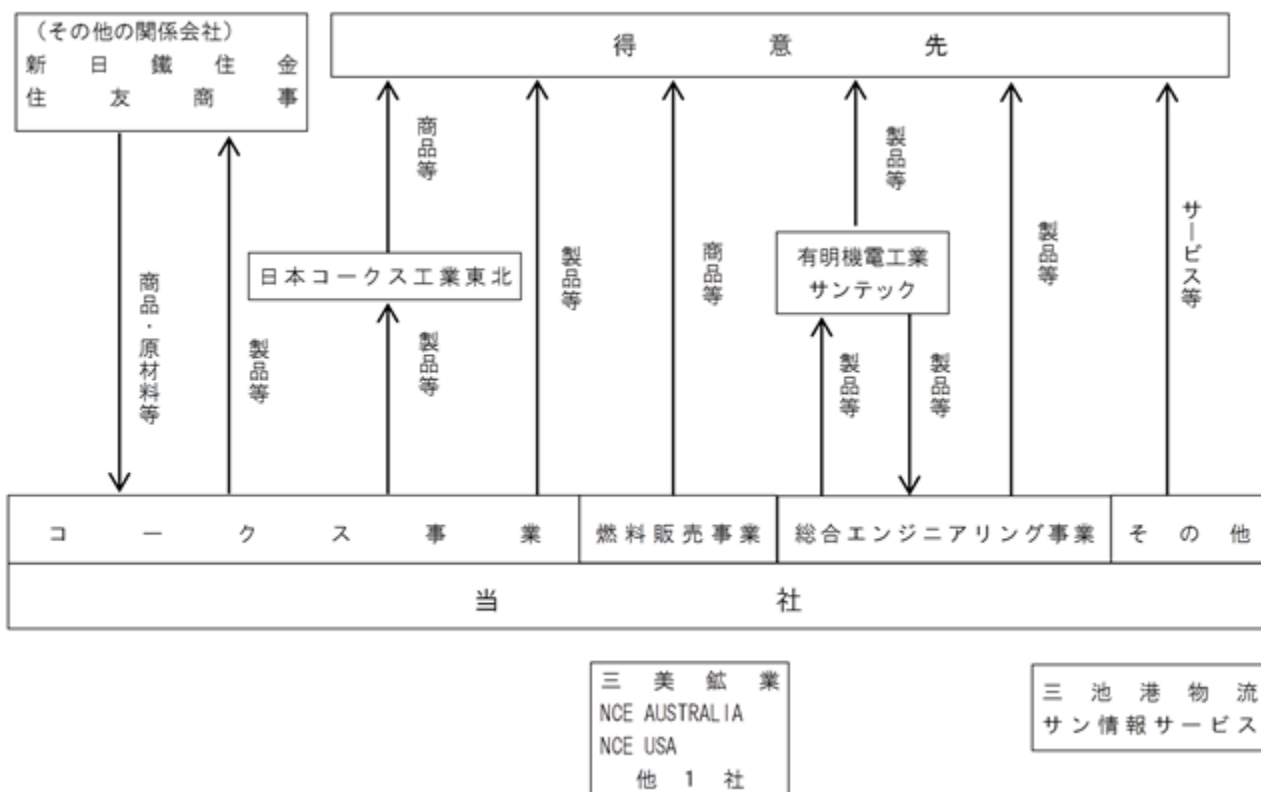 (その他の関係会社)
新日鐵住金
住友商事
得意先
商品等
製品等
サービス等
製品等
商品等
製品等
日本コークス工業東北
有明機電工業
サンテック
商品・原材料等
製品等
製品等
製品等
製品等
コークス事業
燃料販売事業
総合エンジニアリング事業
その他
当社
三美鉱業
NCE AUSTRALIA
NCE USA
他1社
三池港物流
サン情報サービス